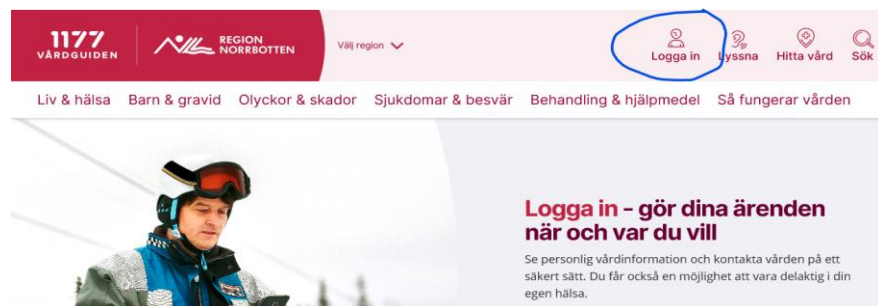 1177
VÅRDGUIDEN
REGION
NORRBOTTEN
Välj region
Logga in
Lyssna
Hitta vård
Sök
Liv & hälsa Barn & gravid Olyckor & skador Sjukdomar & besvär Behandling & hjälpmedel Så fungerar vården
Logga in – gör dina ärenden
när och var du vill
Se personlig vårdinformation och kontakta vården på ett
säkert sätt. Du får också en möjlighet att vara delaktig i din
egen hälsa.